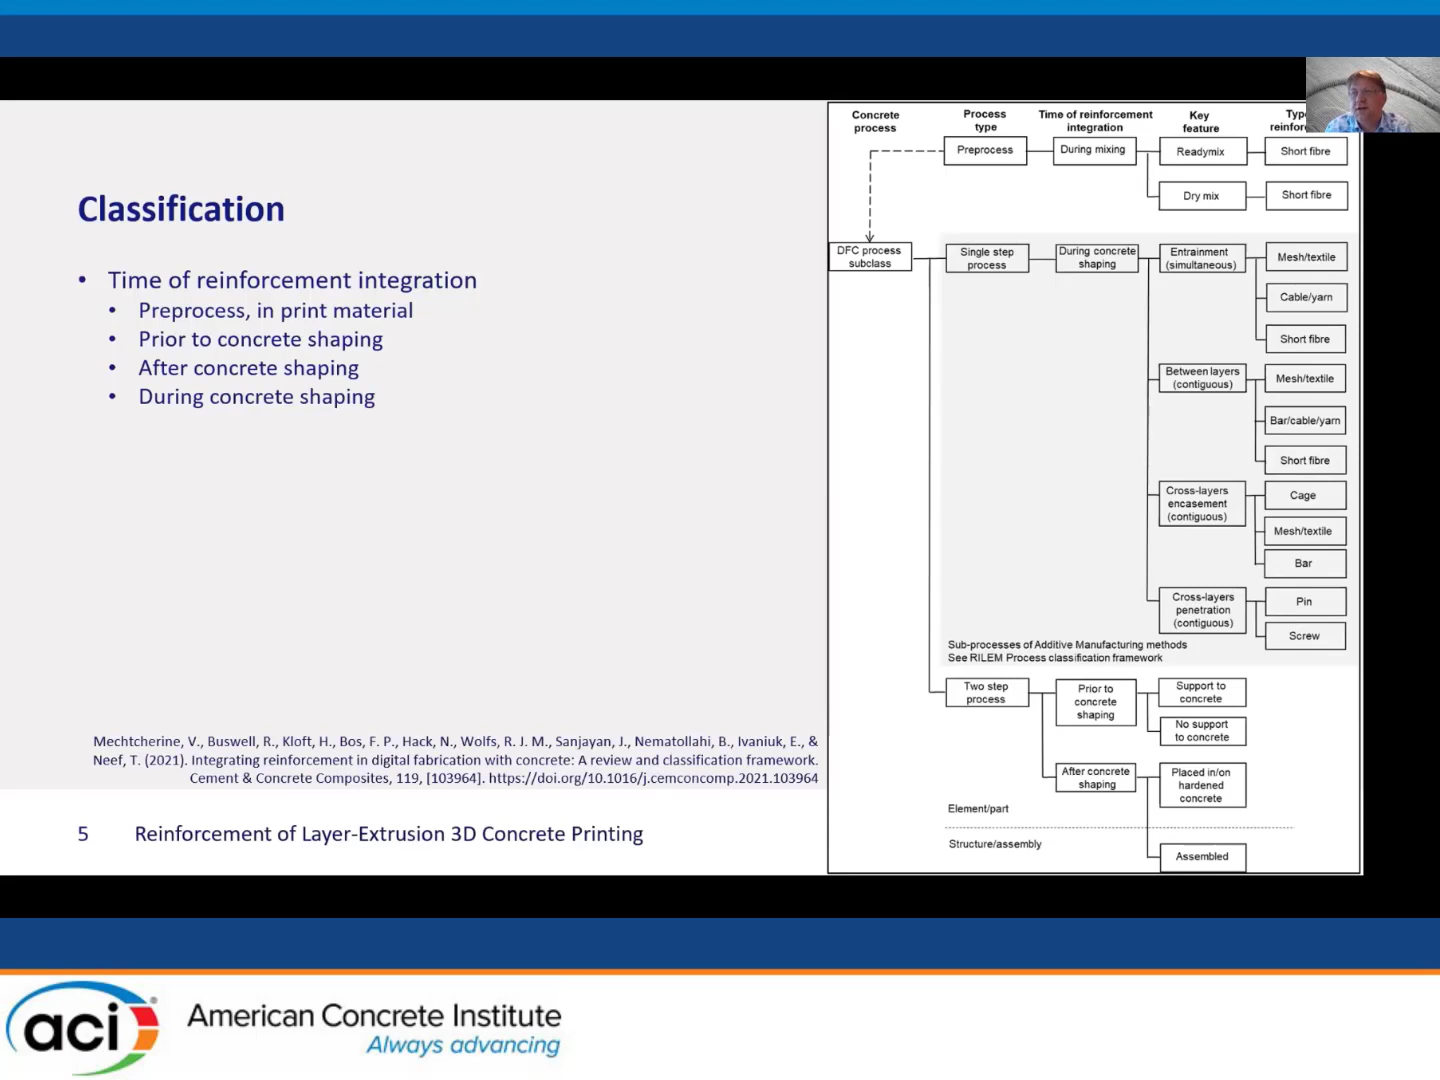 Classification
• Time of reinforcement integration
• Preprocess, in print material
• Prior to concrete shaping
• After concrete shaping
• During concrete shaping
Mechtcherine, V., Buswell, R., Kloft, H., Bos, F. P., Hack, N., Wolfs, R. J. M., Sanjayan, J., Nematollahi, B., Ivaniuk, E., &
Neef, T. (2021). Integrating reinforcement in digital fabrication with concrete: A review and classification framework.
Cement & Concrete Composites, 119, [103964]. https://doi.org/10.1016/j.cemconcomp.2021.103964
5 Reinforcement of Layer-Extrusion 3D Concrete Printing
Concrete
process
Process
type
Time of reinforcement
integration
Key
feature
Preprocess
During mixing
Readymix
Short fibre
Dry mix
Short fibre
DFC process
subclass
Single step
process
During concrete
shaping
Entrainment
(simultaneous)
Mesh/textile
Cable/yarn
Short fibre
Between layers
(contiguous)
Mesh/textile
Bar/cable/yarn
Short fibre
Cross-layers
encasement
(contiguous)
Cage
Mesh/textile
Bar
Cross-layers
penetration
(contiguous)
Pin
Screw
Sub-processes of Additive Manufacturing methods
See RILEM Process classification framework
Two step
process
Prior to
concrete
shaping
Support to
concrete
No support
to concrete
After concrete
shaping
Placed in/on
hardened
concrete
Element/part
Structure/assembly
Assembled
aci
American Concrete Institute
Always advancing